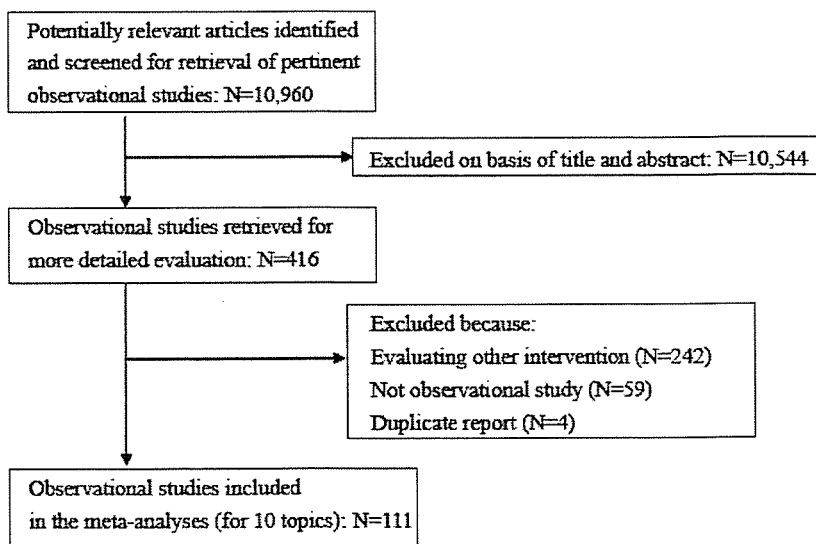 Potentially relevant articles identified
and screened for retrieval of pertinent
observational studies: N=10,960
Excluded on basis of title and abstract: N=10,544
Observational studies retrieved for
more detailed evaluation: N=416
Excluded because:
Evaluating other intervention (N=242)
Not observational study (N=59)
Duplicate report (N=4)
Observational studies included
in the meta-analyses (for 10 topics): N=111